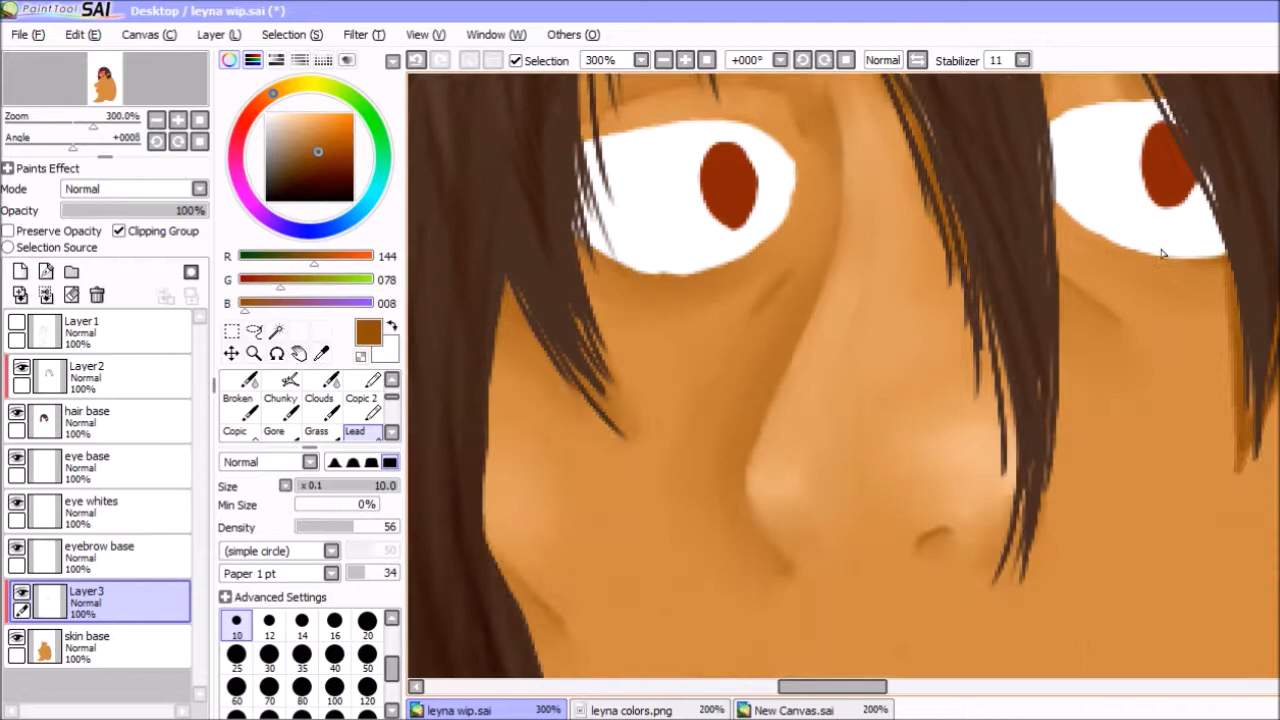 PaintTool SAI Desktop / leyna wip.sai (*)
File (F) Edit (E) Canvas (C) Layer (L) Selection (S) Filter (T) View (V) Window (W) Others (O)
Selection 300% +000° Normal Stabilizer 11
Zoom 300.0%
Angle +000δ
Paints Effect
Mode Normal
Opacity 100%
Preserve Opacity Clipping Group
Selection Source
Layer1
Normal
100%
Layer2
Normal
100%
hair base
Normal
100%
eye base
Normal
100%
eye whites
Normal
100%
eyebrow base
Normal
100%
Layer3
Normal
100%
skin base
Normal
100%
R 144
G 078
B 008
Broken Chunky Clouds Copic 2
Copic Gore Grass Lead
Normal
Size x 0.1 10.0
Min Size 0%
Density 56
(simple circle) 50
Paper 1 pt 34
Advanced Settings
10 12 14 16 20
25 30 35 40 50
60 70 80 100 120
leyna wip.sai 300% leyna colors.png 200% New Canvas.sai 200%